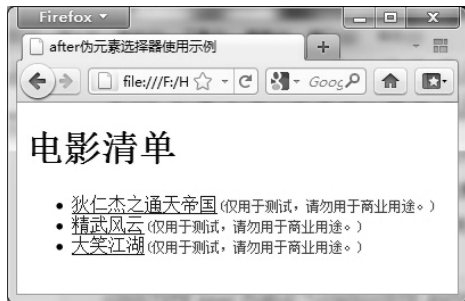 Firefox
after伪元素选择器使用示例
file:///F:/H
Goog
电影清单
狄仁杰之通天帝国(仅用于测试，请勿用于商业用途。)
精武风云(仅用于测试，请勿用于商业用途。)
大笑江湖(仅用于测试，请勿用于商业用途。)